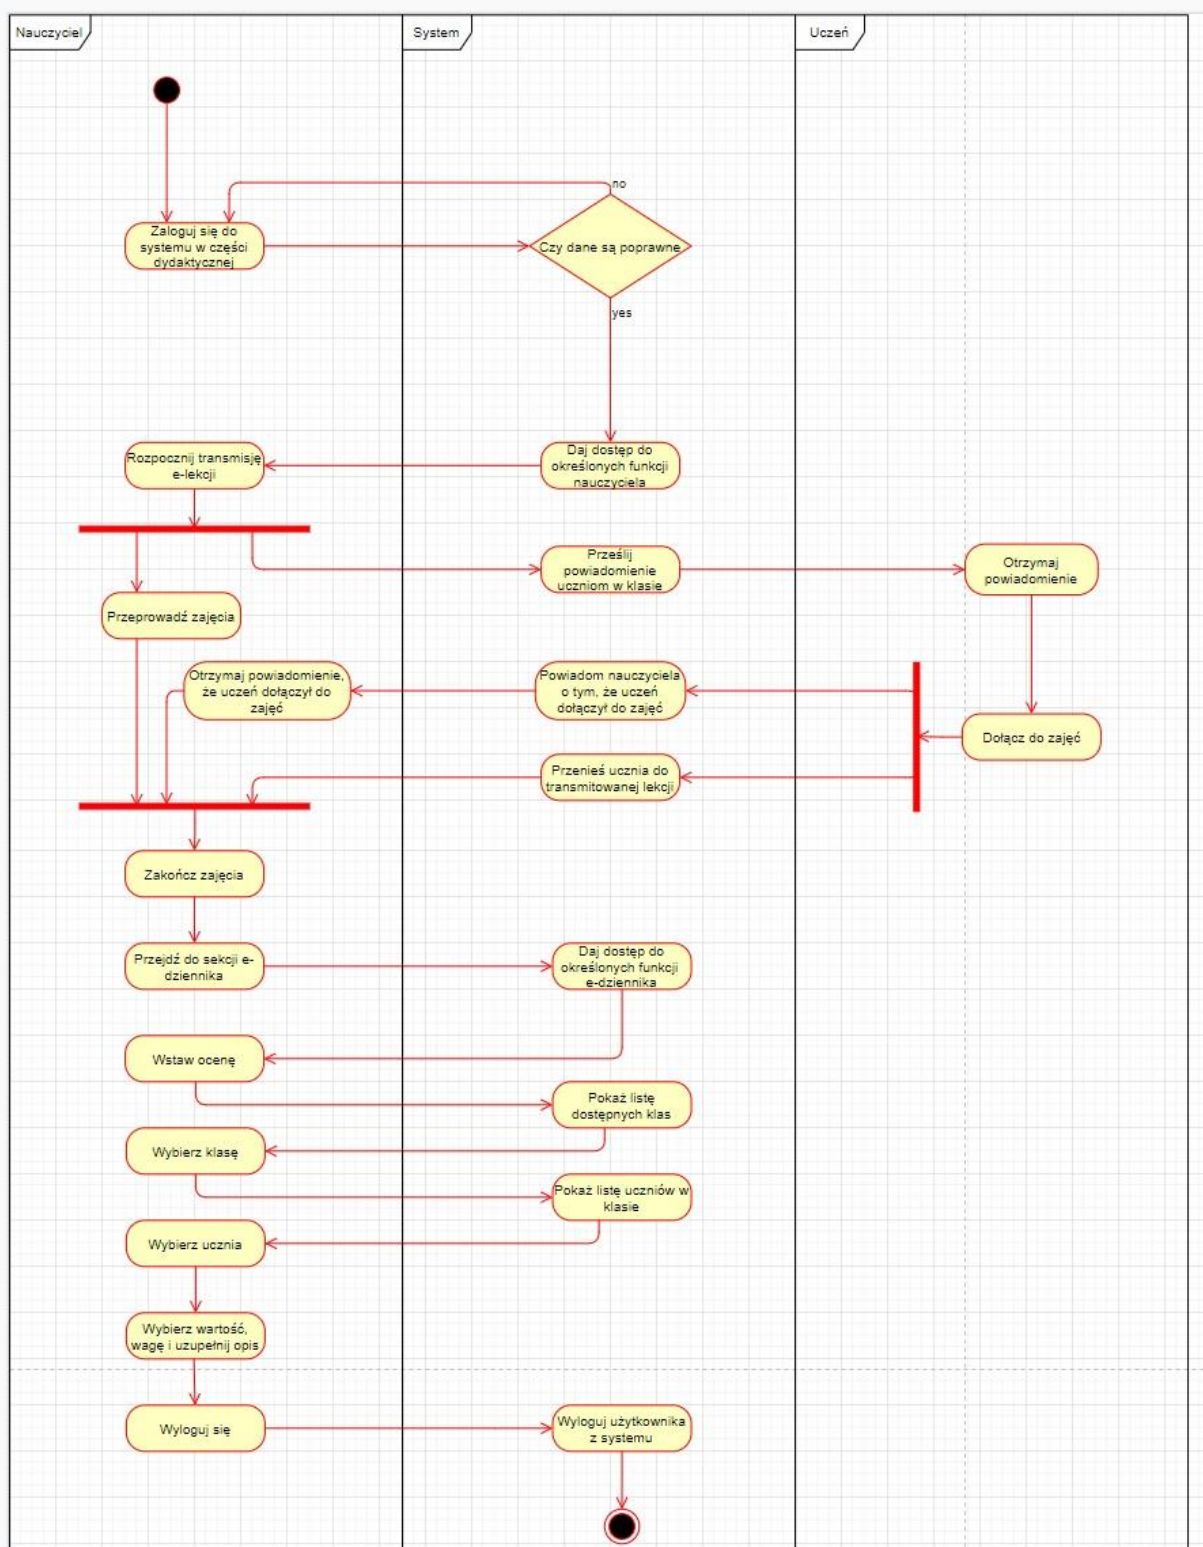 Nauczyciel
System
Uczeń
no
Zaloguj się do
systemu w części
dydaktycznej
Czy dane są poprawne
yes
Rozpocznij transmisję
e-lekcji
Daj dostęp do
określonych funkcji
nauczyciela
Prześlij
powiadomienie
uczniom w klasie
Otrzymaj
powiadomienie
Przeprowadź zajęcia
Otrzymaj powiadomienie,
że uczeń dołączył do
zajęć
Powiadom nauczyciela
o tym, że uczeń
dołączył do zajęć
Dołącz do zajęć
Przenieś ucznia do
transmitowanej lekcji
Zakończ zajęcia
Przejdź do sekcji e-
dziennika
Daj dostęp do
określonych funkcji
e-dziennika
Wstaw ocenę
Pokaż listę
dostępnych klas
Wybierz klasę
Pokaż listę uczniów w
klasie
Wybierz ucznia
Wybierz wartość,
wagę i uzupełnij opis
Wyloguj się
Wyloguj użytkownika
z systemu